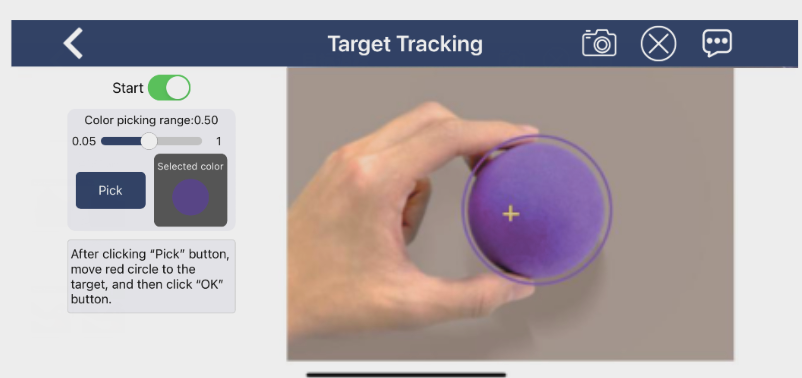 Target Tracking
Start
Color picking range:0.50
0.05
1
Pick
Selected color
After clicking “Pick” button,
move red circle to the
target, and then click “OK”
button.